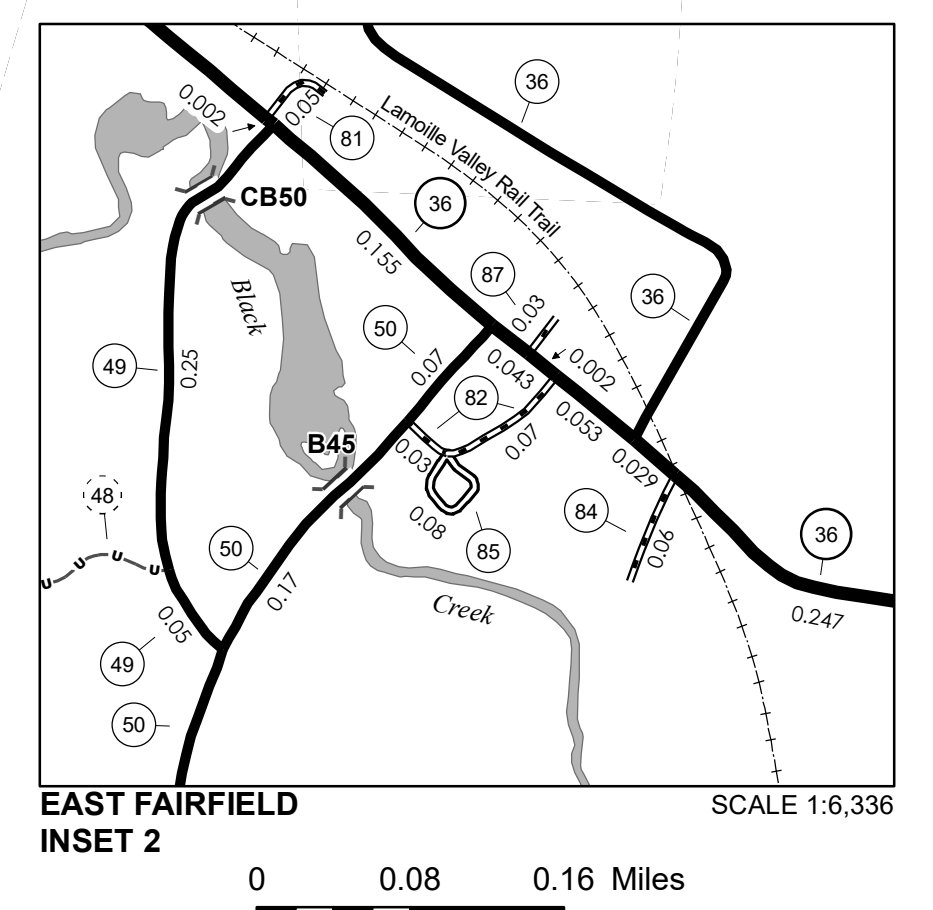 36
0.002
0.05
81
Lamoille Valley Rail Trail
CB50
36
0.155
87
36
Black
50
0.03
0.07
0.043
0.002
49
0.25
82
0.053
B45
0.03
0.07
0.029
48
0.08
84
36
50
85
0.06
U
U
U
U
0.17
Creek
0.247
0.05
49
50
EAST FAIRFIELD
SCALE 1:6,336
INSET 2
0 0.08 0.16 Miles